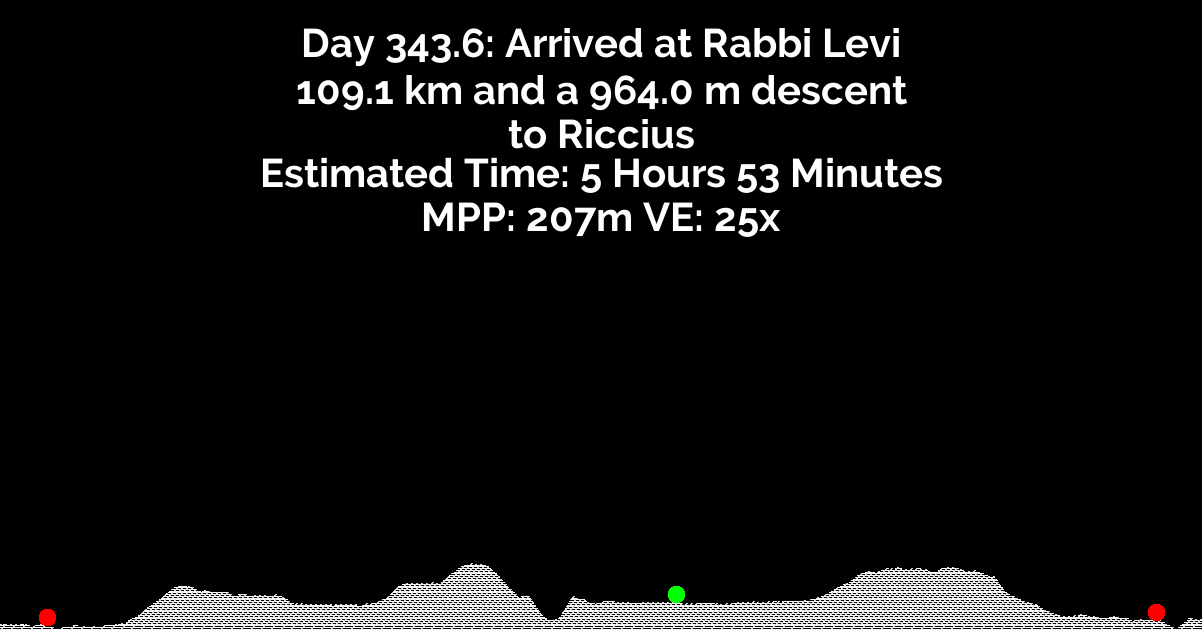 Day 343.6: Arrived at Rabbi Levi
109.1 km and a 964.0 m descent
to Riccius
Estimated Time: 5 Hours 53 Minutes
MPP: 207m VE: 25x